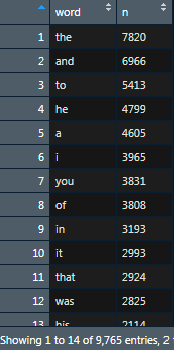 word n
1 the 7820
2 and 6966
3 to 5413
4 he 4799
5 a 4605
6 i 3965
7 you 3831
8 of 3808
9 in 3193
10 it 2993
11 that 2924
12 was 2825
13 his 2114
Showing 1 to 14 of 9,765 entries, 2